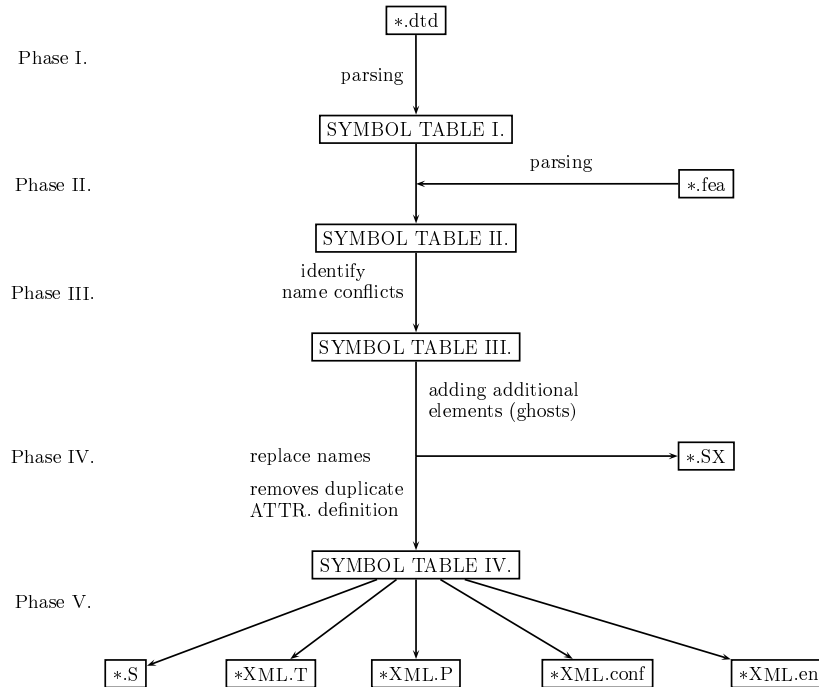 *.dtd
Phase I.
parsing
SYMBOL TABLE I.
parsing
Phase II.
*.fea
SYMBOL TABLE II.
identify
name conflicts
Phase III.
SYMBOL TABLE III.
adding additional
elements (ghosts)
Phase IV.
replace names
*.SX
removes duplicate
ATTR. definition
SYMBOL TABLE IV.
Phase V.
*.S
*XML.T
*XML.P
*XML.conf
*XML.en